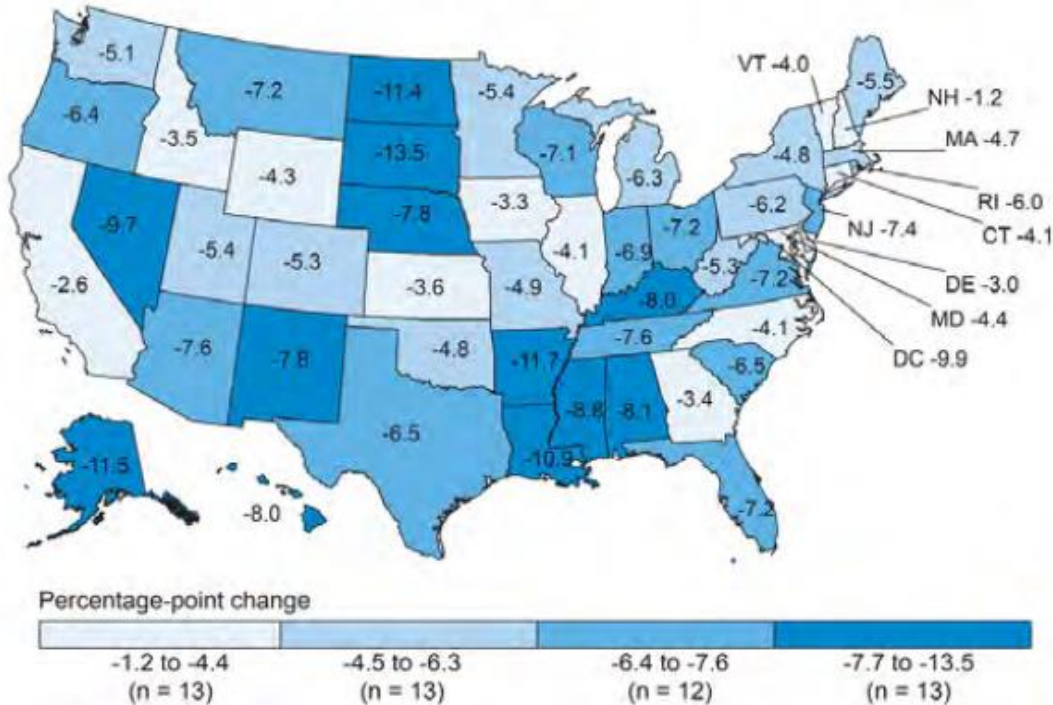 -5.1
-7.2
-11.4
-5.4
VT -4.0
-5.5
NH -1.2
MA -4.7
-6.4
-3.5
-13.5
-7.1
-4.8
-4.3
-6.3
RI -6.0
-7.8
-3.3
-6.2
NJ -7.4
CT -4.1
-9.7
-5.4
-5.3
-4.1
-6.9
-7.2
-5.3
-7.2
DE -3.0
-2.6
-3.6
-4.9
-8.0
MD -4.4
-7.6
-7.8
-4.8
-11.7
-7.6
-4.1
DC -9.9
-6.5
-6.5
-8.8
-8.1
-3.4
-11.5
-8.0
-10.9
-7.2
Percentage-point change
-1.2 to -4.4
-4.5 to -6.3
-6.4 to -7.6
-7.7 to -13.5
(n = 13)
(n = 13)
(n = 12)
(n = 13)